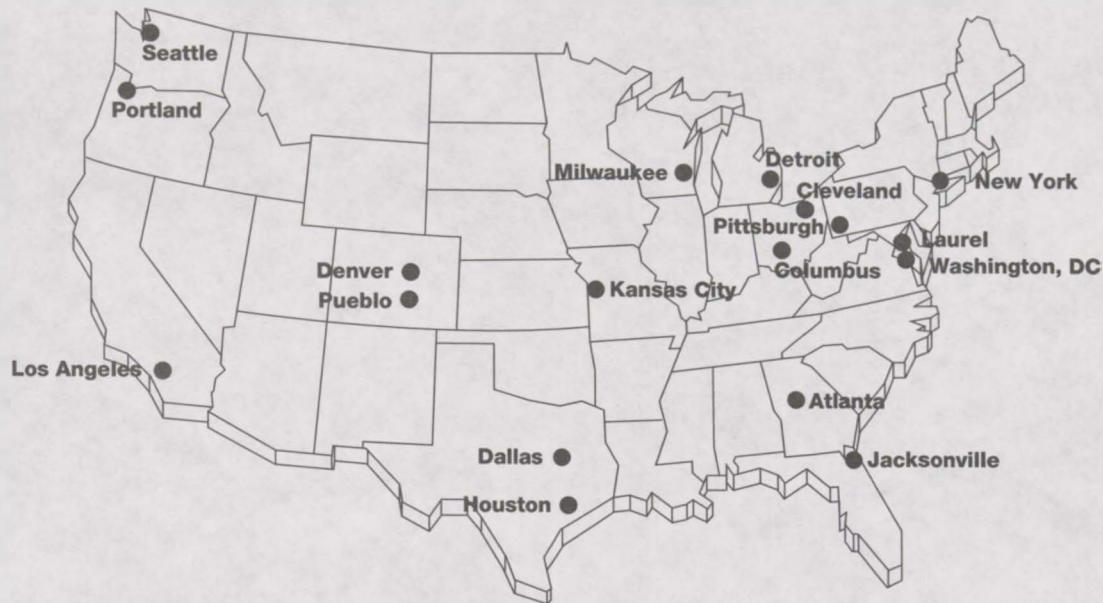 Seattle
Portland
Milwaukee
Detroit
Cleveland
New York
Pittsburgh
Laurel
Columbus
Washington, DC
Denver
Pueblo
Kansas City
Los Angeles
Atlanta
Dallas
Jacksonville
Houston